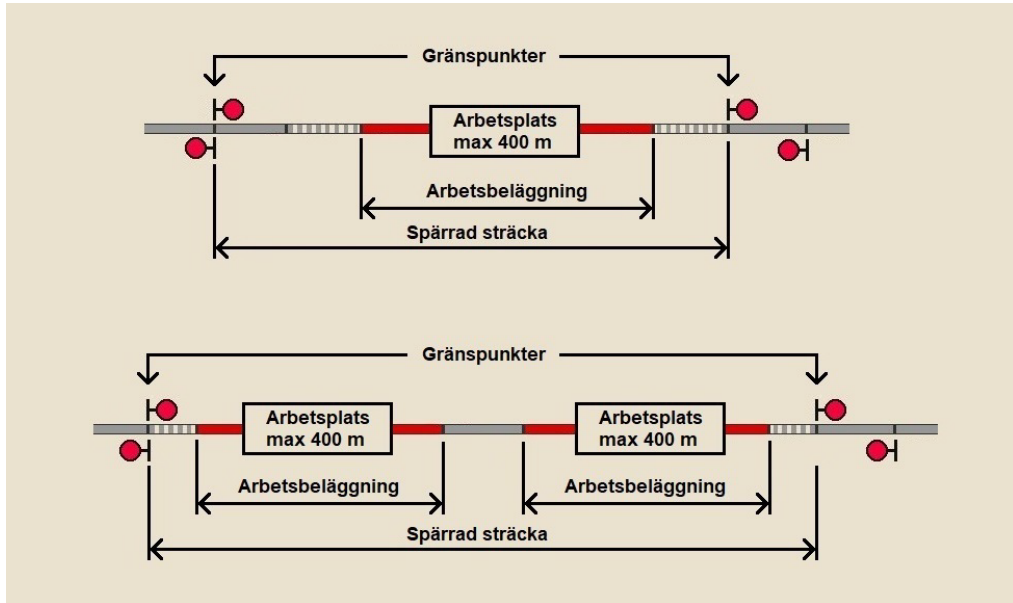 Gränspunkter
Arbetsplats
max 400 m
Arbetsbeläggning
Spärrad sträcka
Gränspunkter
Arbetsplats
max 400 m
Arbetsplats
max 400 m
Arbetsbeläggning
Arbetsbeläggning
Spärrad sträcka